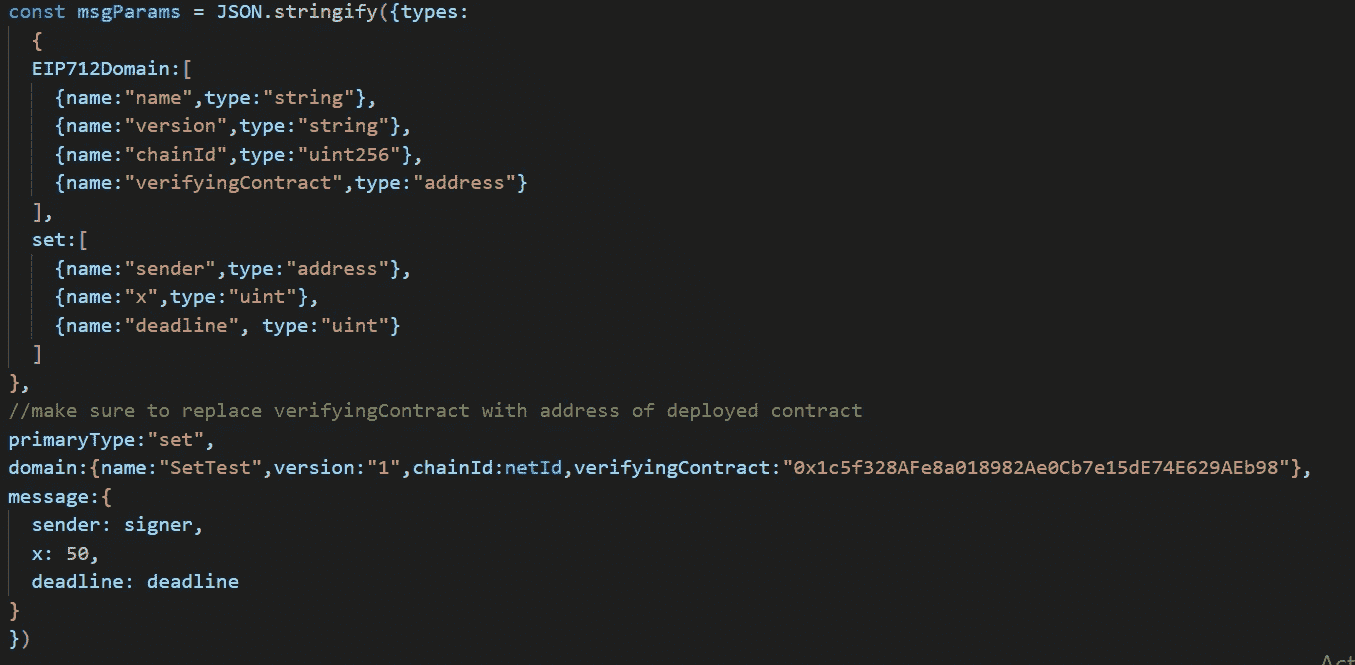 const msgParams = JSON.stringify({types:
{
EIP712Domain:[
{name:"name",type:"string"},
{name:"version",type:"string"},
{name:"chainId",type:"uint256"},
{name:"verifyingContract",type:"address"}
],
set:[
{name:"sender",type:"address"},
{name:"x",type:"uint"},
{name:"deadline", type:"uint"}
]
},
//make sure to replace verifyingContract with address of deployed contract
primaryType:"set",
domain:{name:"SetTest",version:"1",chainId:netId,verifyingContract:"0x1c5f328AFe8a018982Ae0Cb7e15dE74E629AEb98"},
message:{
sender: signer,
x: 50,
deadline: deadline
}
})